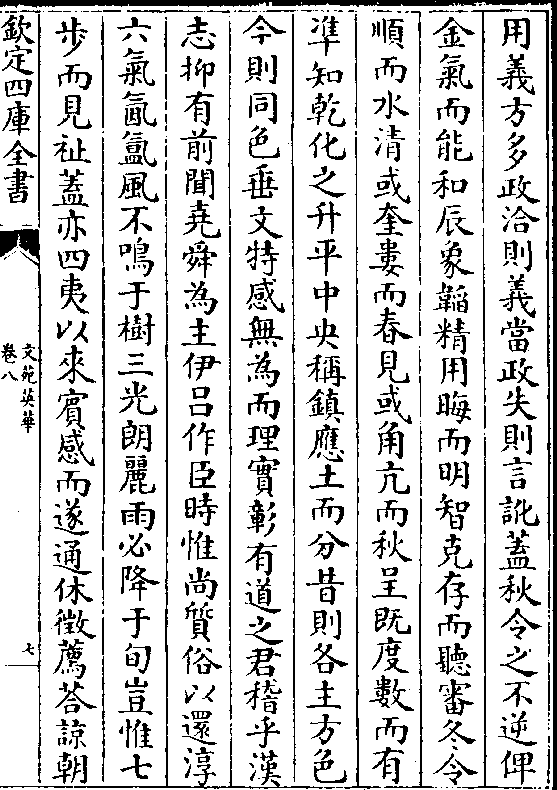 用義方多政洽則義當政失則言訛蓋秋令之不逆俾
金氣而能和辰象韜精用晦而明智克存而聽審冬令
順而水清或奎婁而春見或角亢而秋呈既度數而有
準知乾化之升平中央稱鎮應土而分昔則各主方色
今則同色垂文特感無為而理實彰有道之君稽乎漢
志抑有前聞堯舜為主伊吕作臣時惟尚質俗以還淳
六氣氤氲風不鳴于樹三光朗麗雨必降于旬豈惟七
步而見祉蓋亦四夷以來賓感而遂通休徴薦荅諒朝
欽定四庫全書
文苑英華
卷八
七